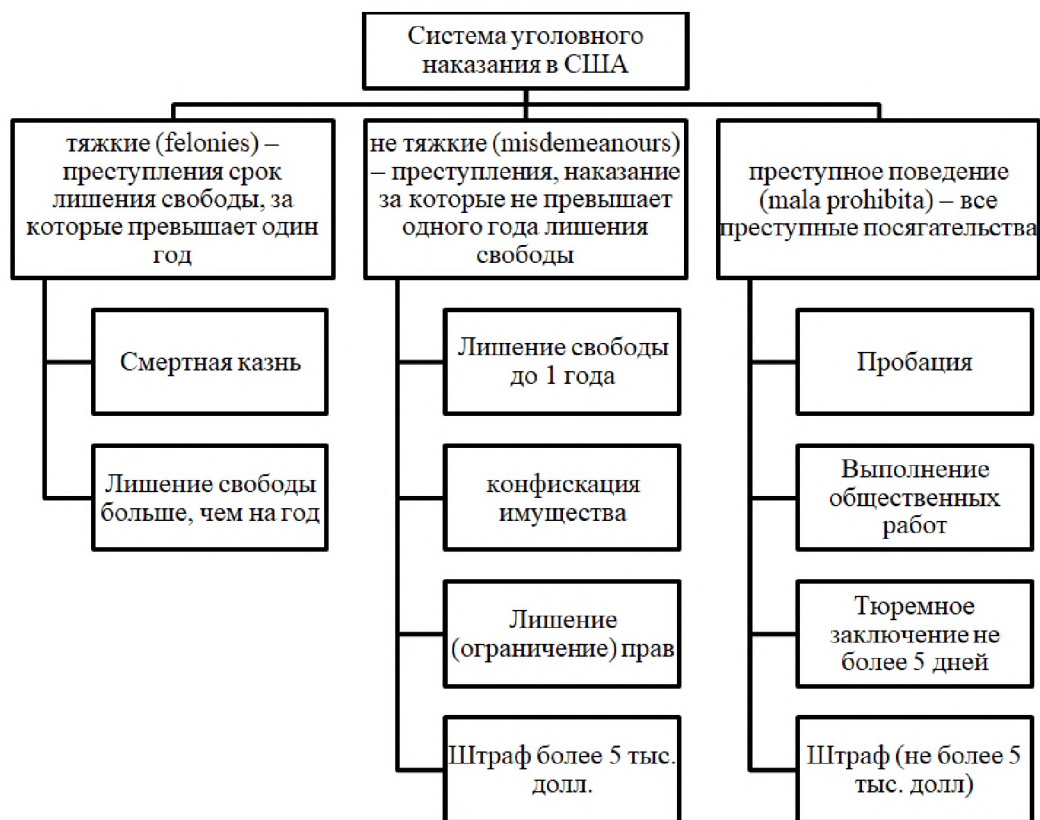 Система уголовного
наказания в США
тяжкие (felonies) –
преступления срок
лишения свободы, за
которые превышает один
год
Смертная казнь
Лишение свободы
больше, чем на год
не тяжкие (misdemeanours)
– преступления, наказание
за которые не превышает
одного года лишения
свободы
Лишение свободы
до 1 года
конфискация
имущества
Лишение
(ограничение) прав
Штраф более 5 тыс.
долл.
преступное поведение
(mala prohibita) – все
преступные посягательства
Пробация
Выполнение
общественных
работ
Тюремное
заключение не
более 5 дней
Штраф (не более 5
тыс. долл)